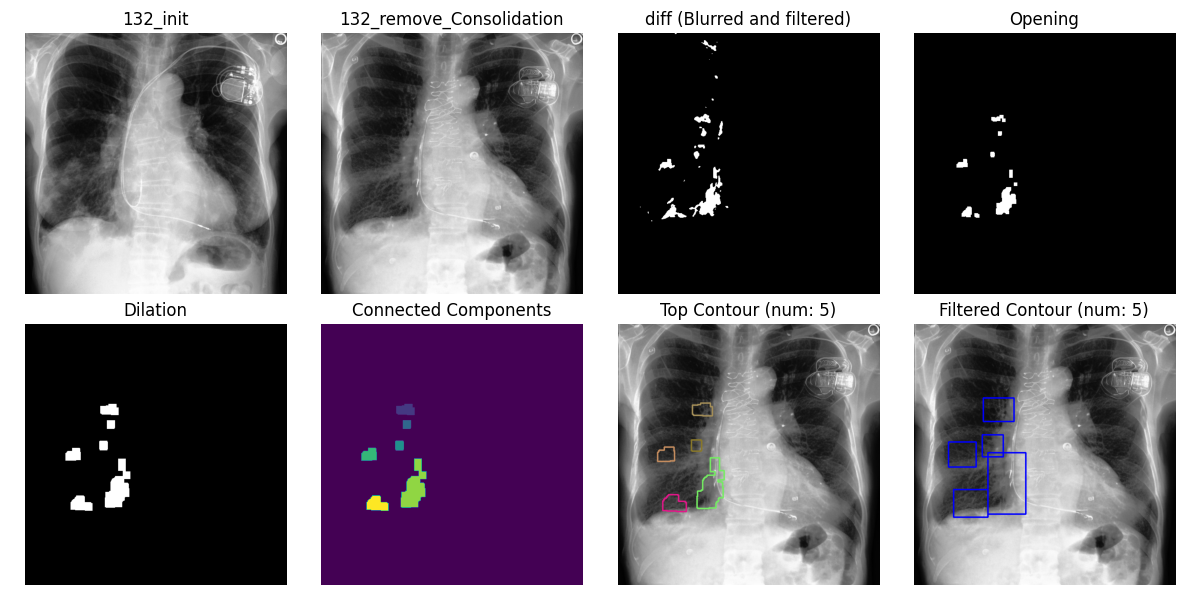 132_init
132_remove_Consolidation
diff (Blurred and filtered)
Opening
Dilation
Connected Components
Top Contour (num: 5)
Filtered Contour (num: 5)